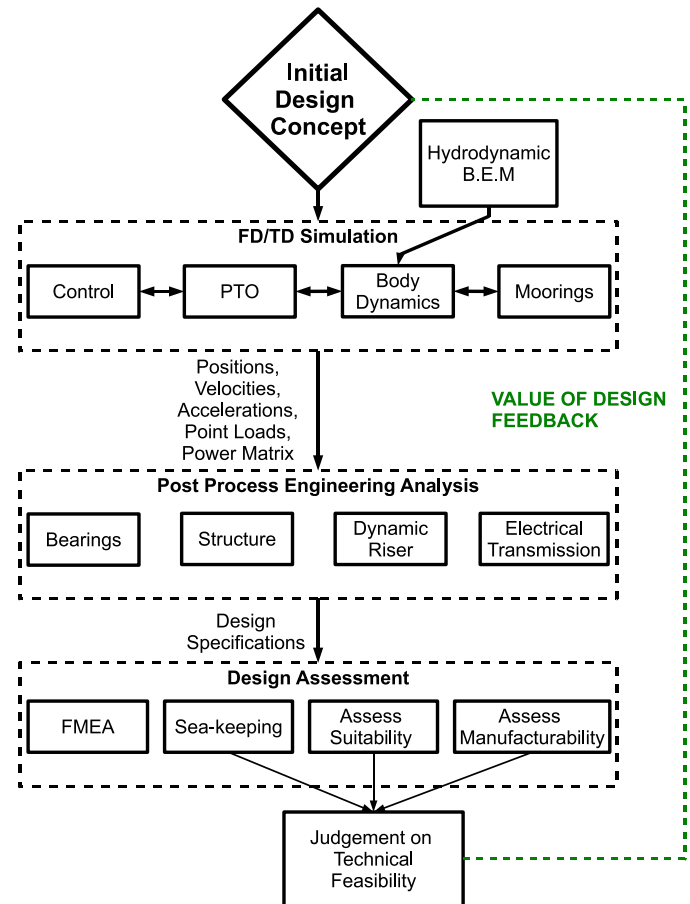 Initial
Design
Concept
Hydrodynamic
B.E.M
FD/TD Simulation
Control
PTO
Body
Dynamics
Moorings
Positions,
Velocities,
Accelerations,
Point Loads,
Power Matrix
VALUE OF DESIGN
FEEDBACK
Post Process Engineering Analysis
Bearings
Structure
Dynamic
Riser
Electrical
Transmission
Design
Specifications
Design Assessment
FMEA
Sea-keeping
Assess
Suitability
Assess
Manufacturability
Judgement on
Technical
Feasibility